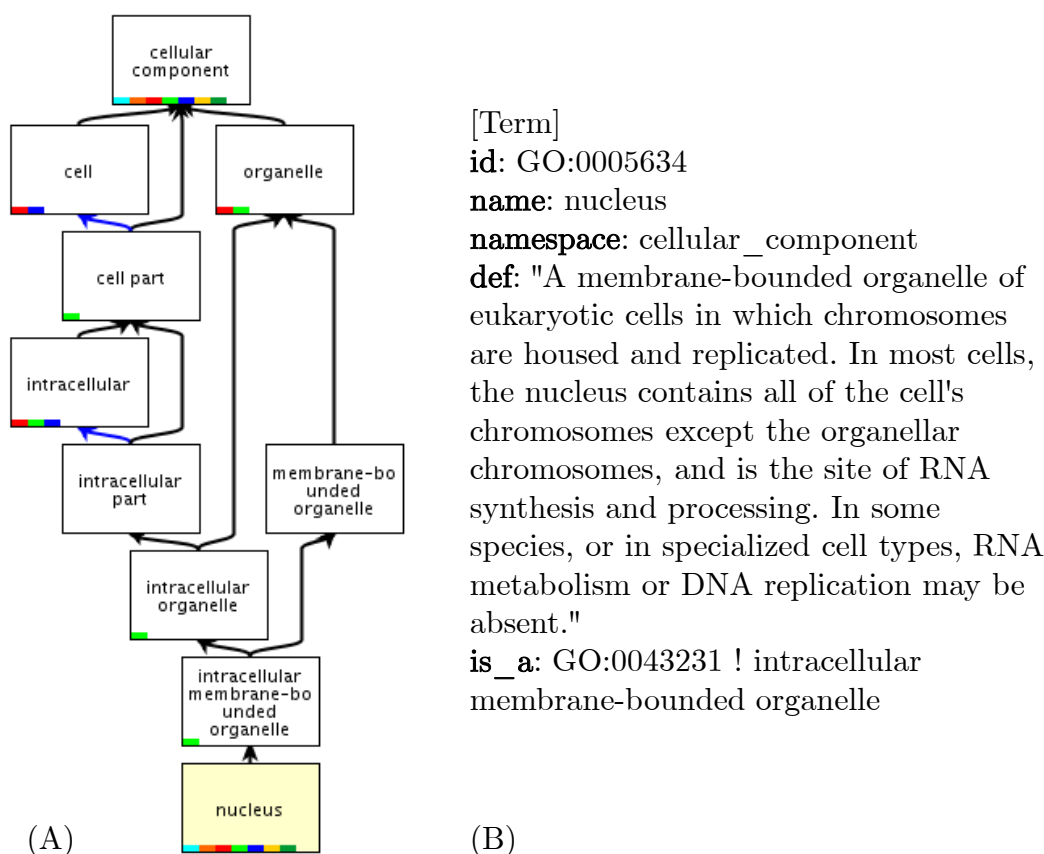 cellular
component
cell
organelle
cell part
intracellular
intracellular
part
membrane-bo
unded
organelle
intracellular
organelle
intracellular
membrane-bo
unded
organelle
nucleus
(A)
[Term]
id: GO:0005634
name: nucleus
namespace: cellular_component
def: "A membrane-bounded organelle of
eukaryotic cells in which chromosomes
are housed and replicated. In most cells,
the nucleus contains all of the cell's
chromosomes except the organellar
chromosomes, and is the site of RNA
synthesis and processing. In some
species, or in specialized cell types, RNA
metabolism or DNA replication may be
absent."
is_a: GO:0043231 ! intracellular
membrane-bounded organelle
(B)